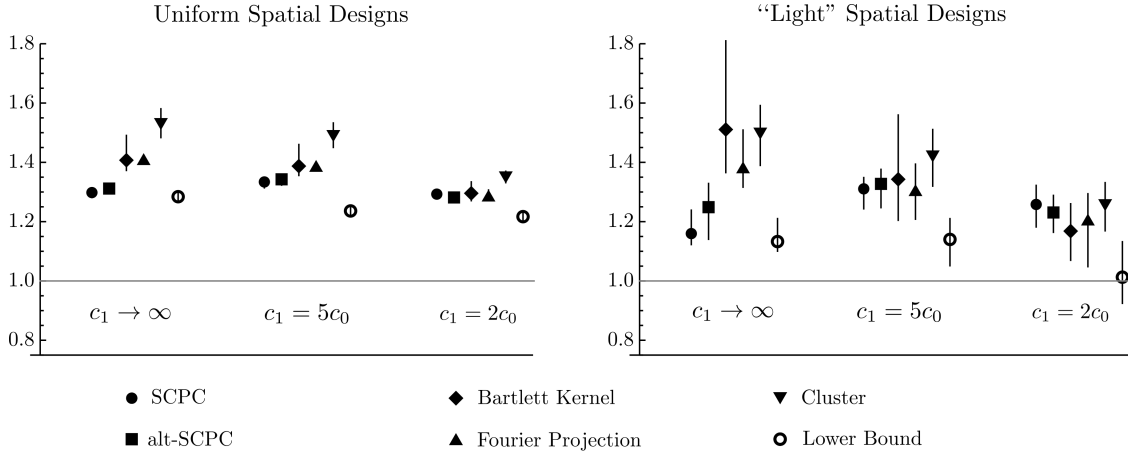 Uniform Spatial Designs
“Light” Spatial Designs
1.8
1.6
1.4
1.2
1.0
0.8
c₁ → ∞
c₁ = 5c₀
c₁ = 2c₀
1.8
1.6
1.4
1.2
1.0
0.8
c₁ → ∞
c₁ = 5c₀
c₁ = 2c₀
SCPC
Bartlett Kernel
Cluster
alt-SCPC
Fourier Projection
Lower Bound